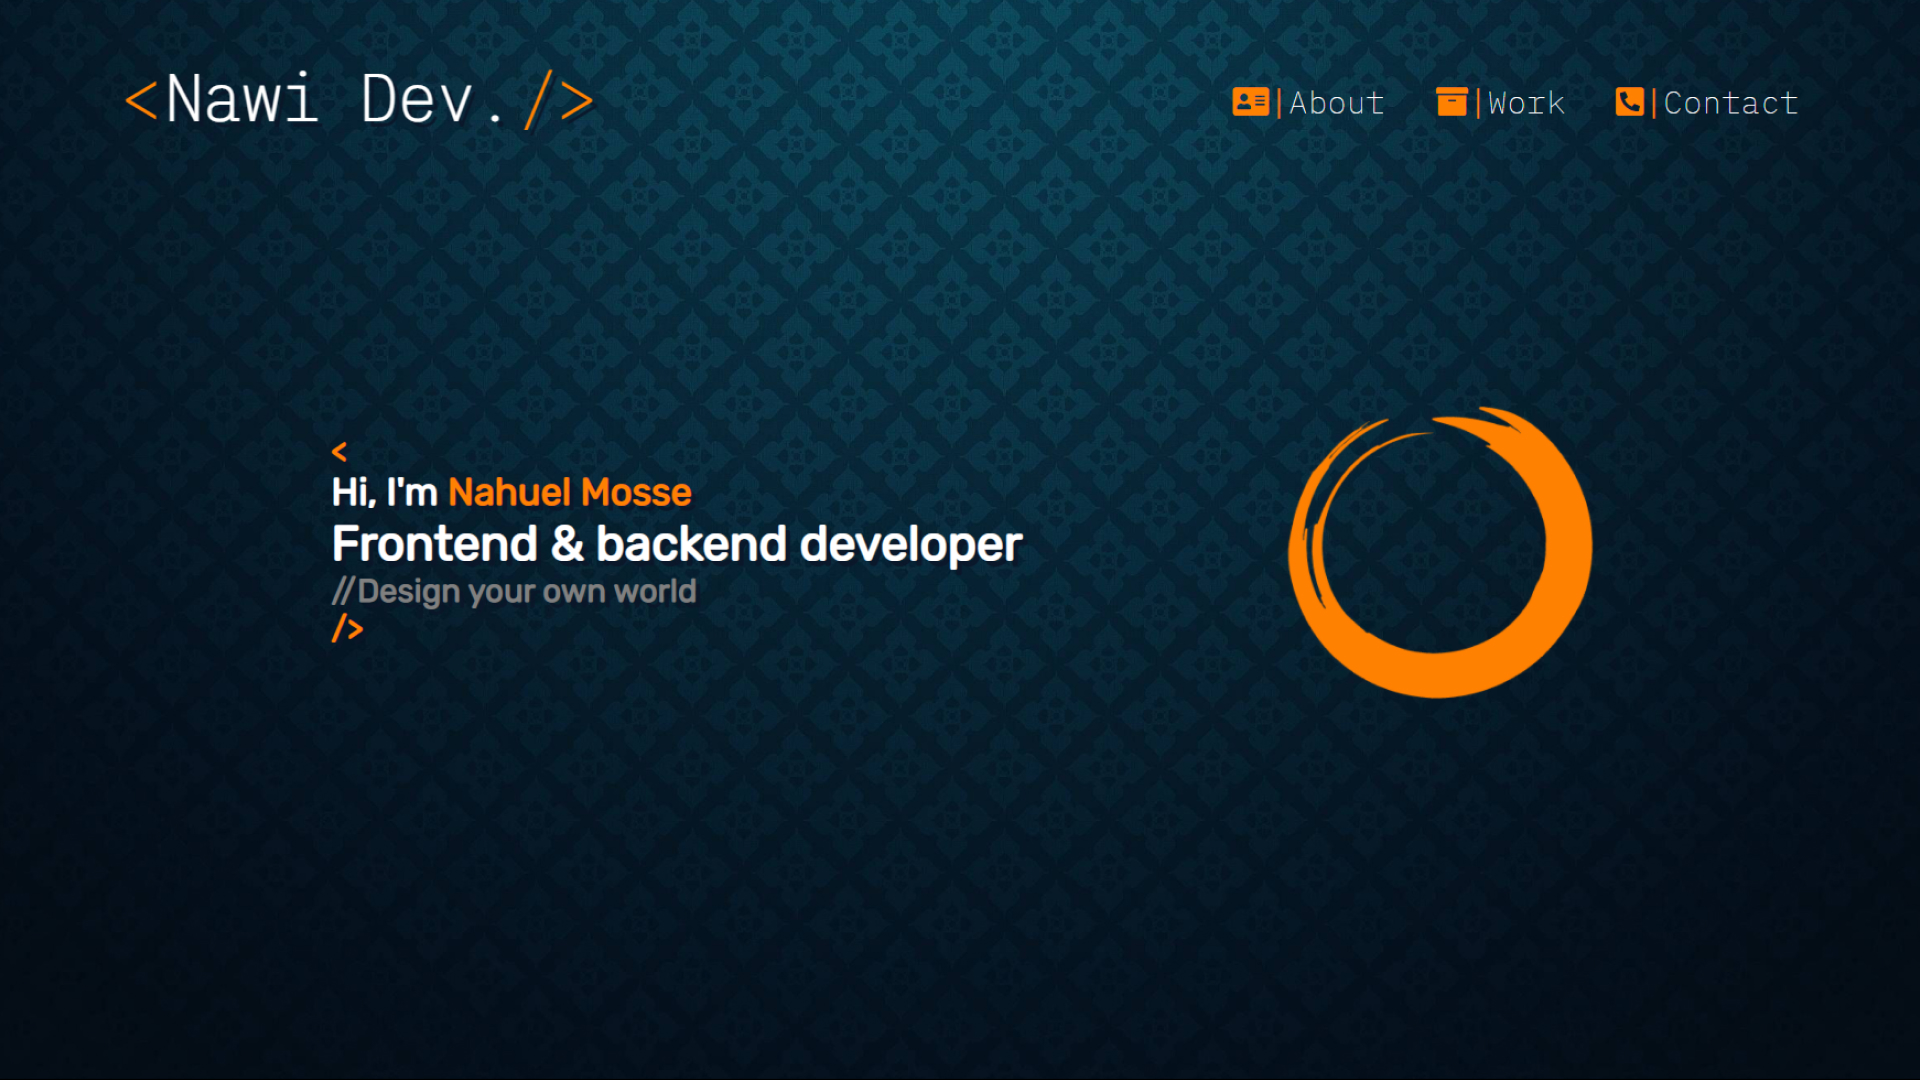 <Nawi Dev./>
|About |Work |Contact
<
Hi, I'm Nahuel Mosse
Frontend & backend developer
//Design your own world
/>